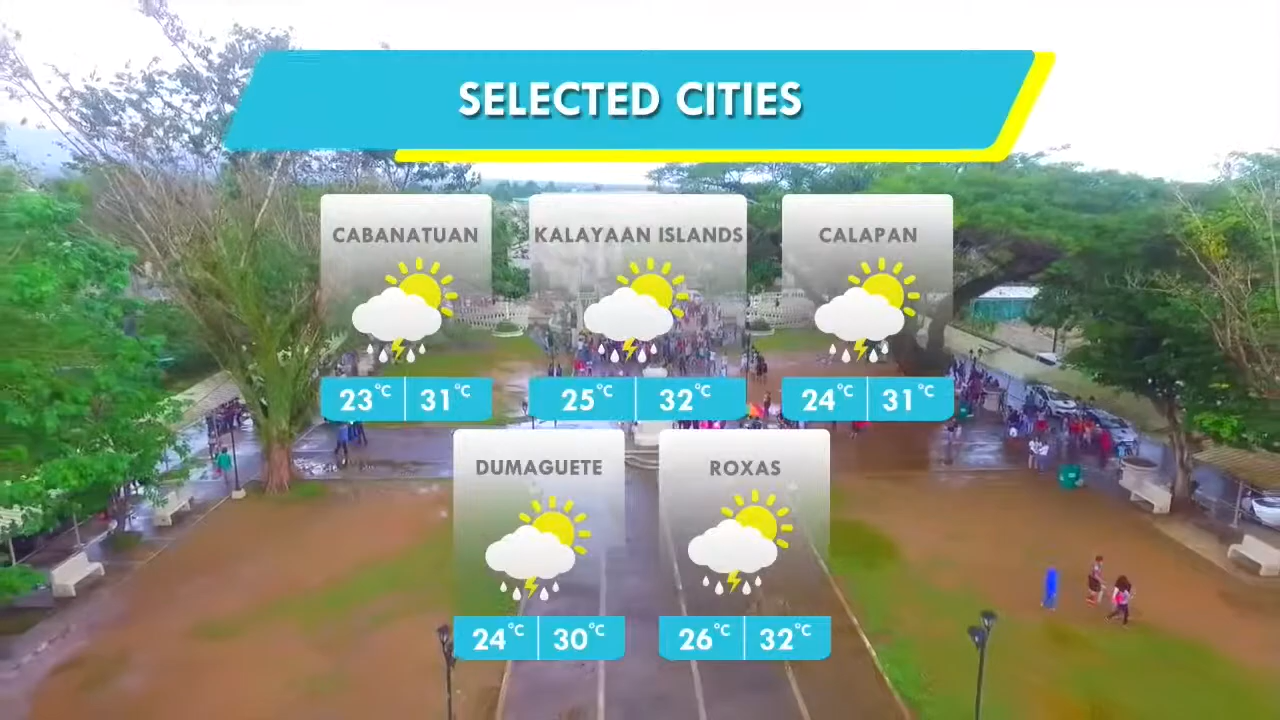 SELECTED CITIES
CABANATUAN
23°C 31°C
KALAYAAN ISLANDS
25°C 32°C
CALAPAN
24°C 31°C
DUMAGUETE
24°C 30°C
ROXAS
26°C 32°C